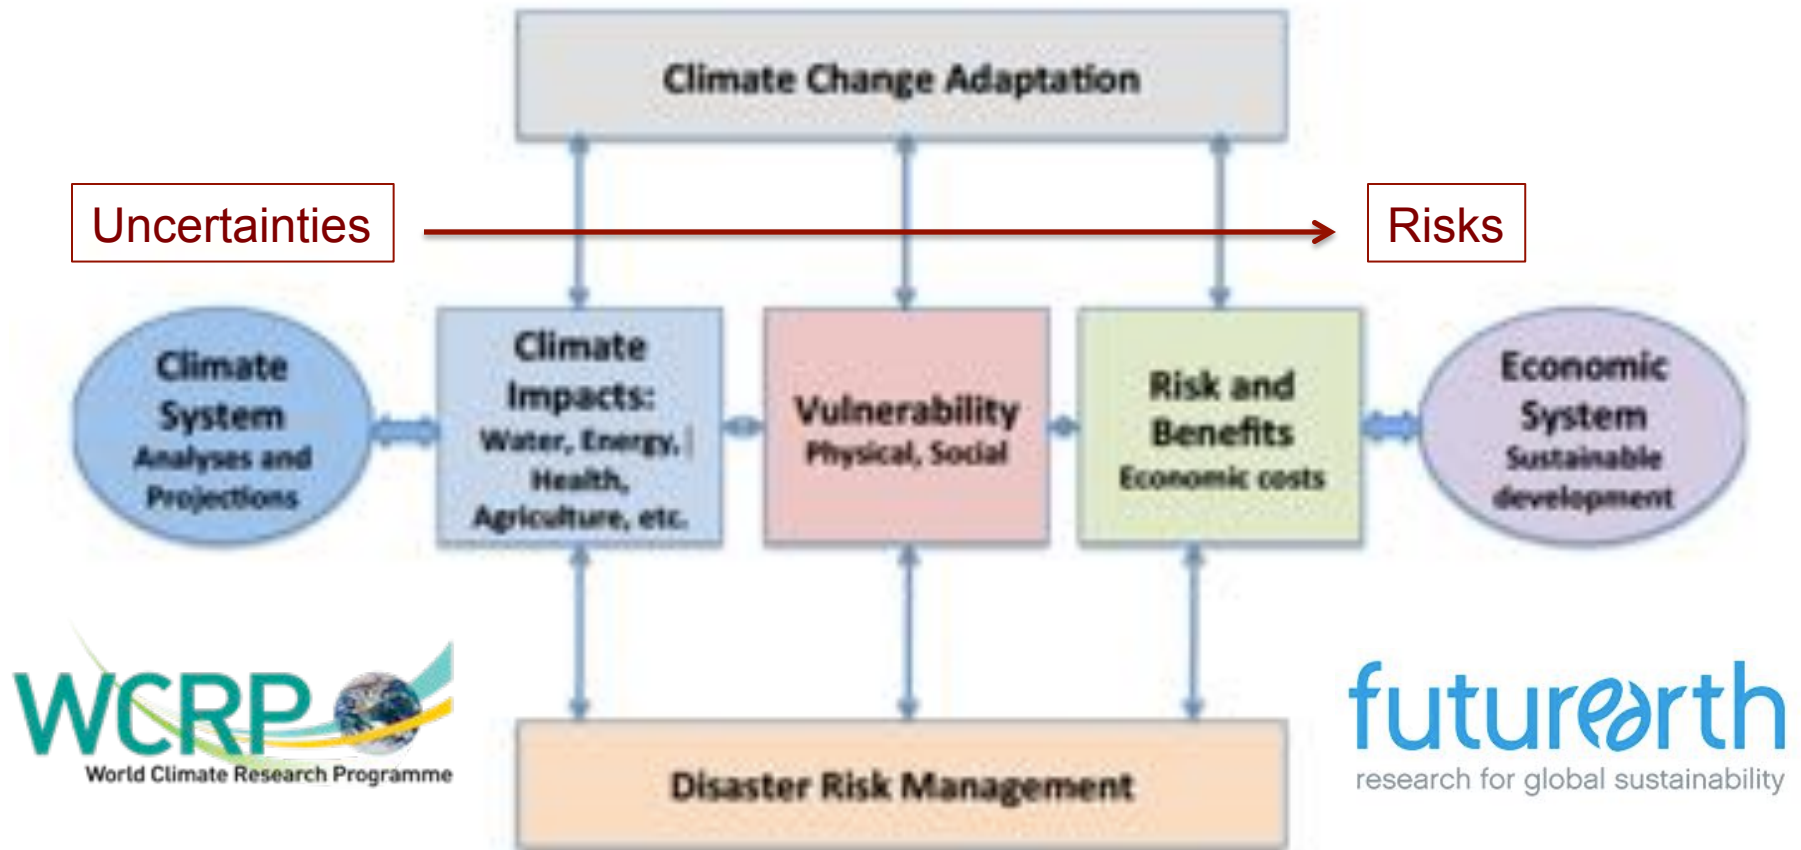 Climate Change Adaptation
Uncertainties
Risks
Climate
System
Analyses and
Projections
Climate
Impacts:
Water, Energy,
Health,
Agriculture, etc.
Vulnerability
Physical, Social
Risk and
Benefits
Economic costs
Economic
System
Sustainable
development
WCRP
World Climate Research Programme
Disaster Risk Management
futurearth
research for global sustainability